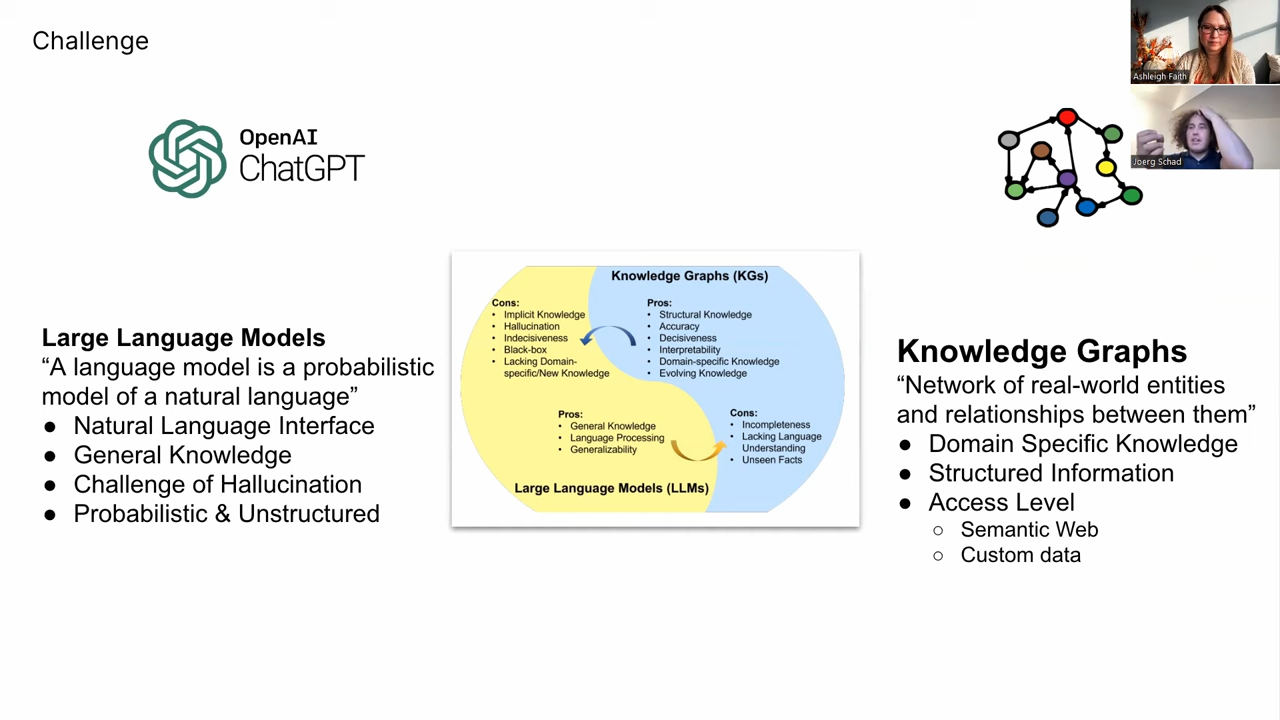 Challenge
Ashleigh Faith
Joerg Schad
OpenAI
ChatGPT
Large Language Models
“A language model is a probabilistic
model of a natural language”
● Natural Language Interface
● General Knowledge
● Challenge of Hallucination
● Probabilistic & Unstructured
Knowledge Graphs (KGs)
Cons:
• Implicit Knowledge
• Hallucination
• Indecisiveness
• Black-box
• Lacking Domain-
specific/New Knowledge
Pros:
• Structural Knowledge
• Accuracy
• Decisiveness
• Interpretability
• Domain-specific Knowledge
• Evolving Knowledge
Pros:
• General Knowledge
• Language Processing
• Generalizability
Cons:
• Incompleteness
• Lacking Language
Understanding
• Unseen Facts
Large Language Models (LLMs)
Knowledge Graphs
“Network of real-world entities
and relationships between them”
● Domain Specific Knowledge
● Structured Information
● Access Level
○ Semantic Web
○ Custom data